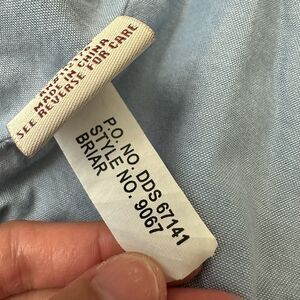 MADE IN CHINA
SEE REVERSE FOR CARE
P.O. NO. DDS 67141
STYLE NO. 9067
BRIAR